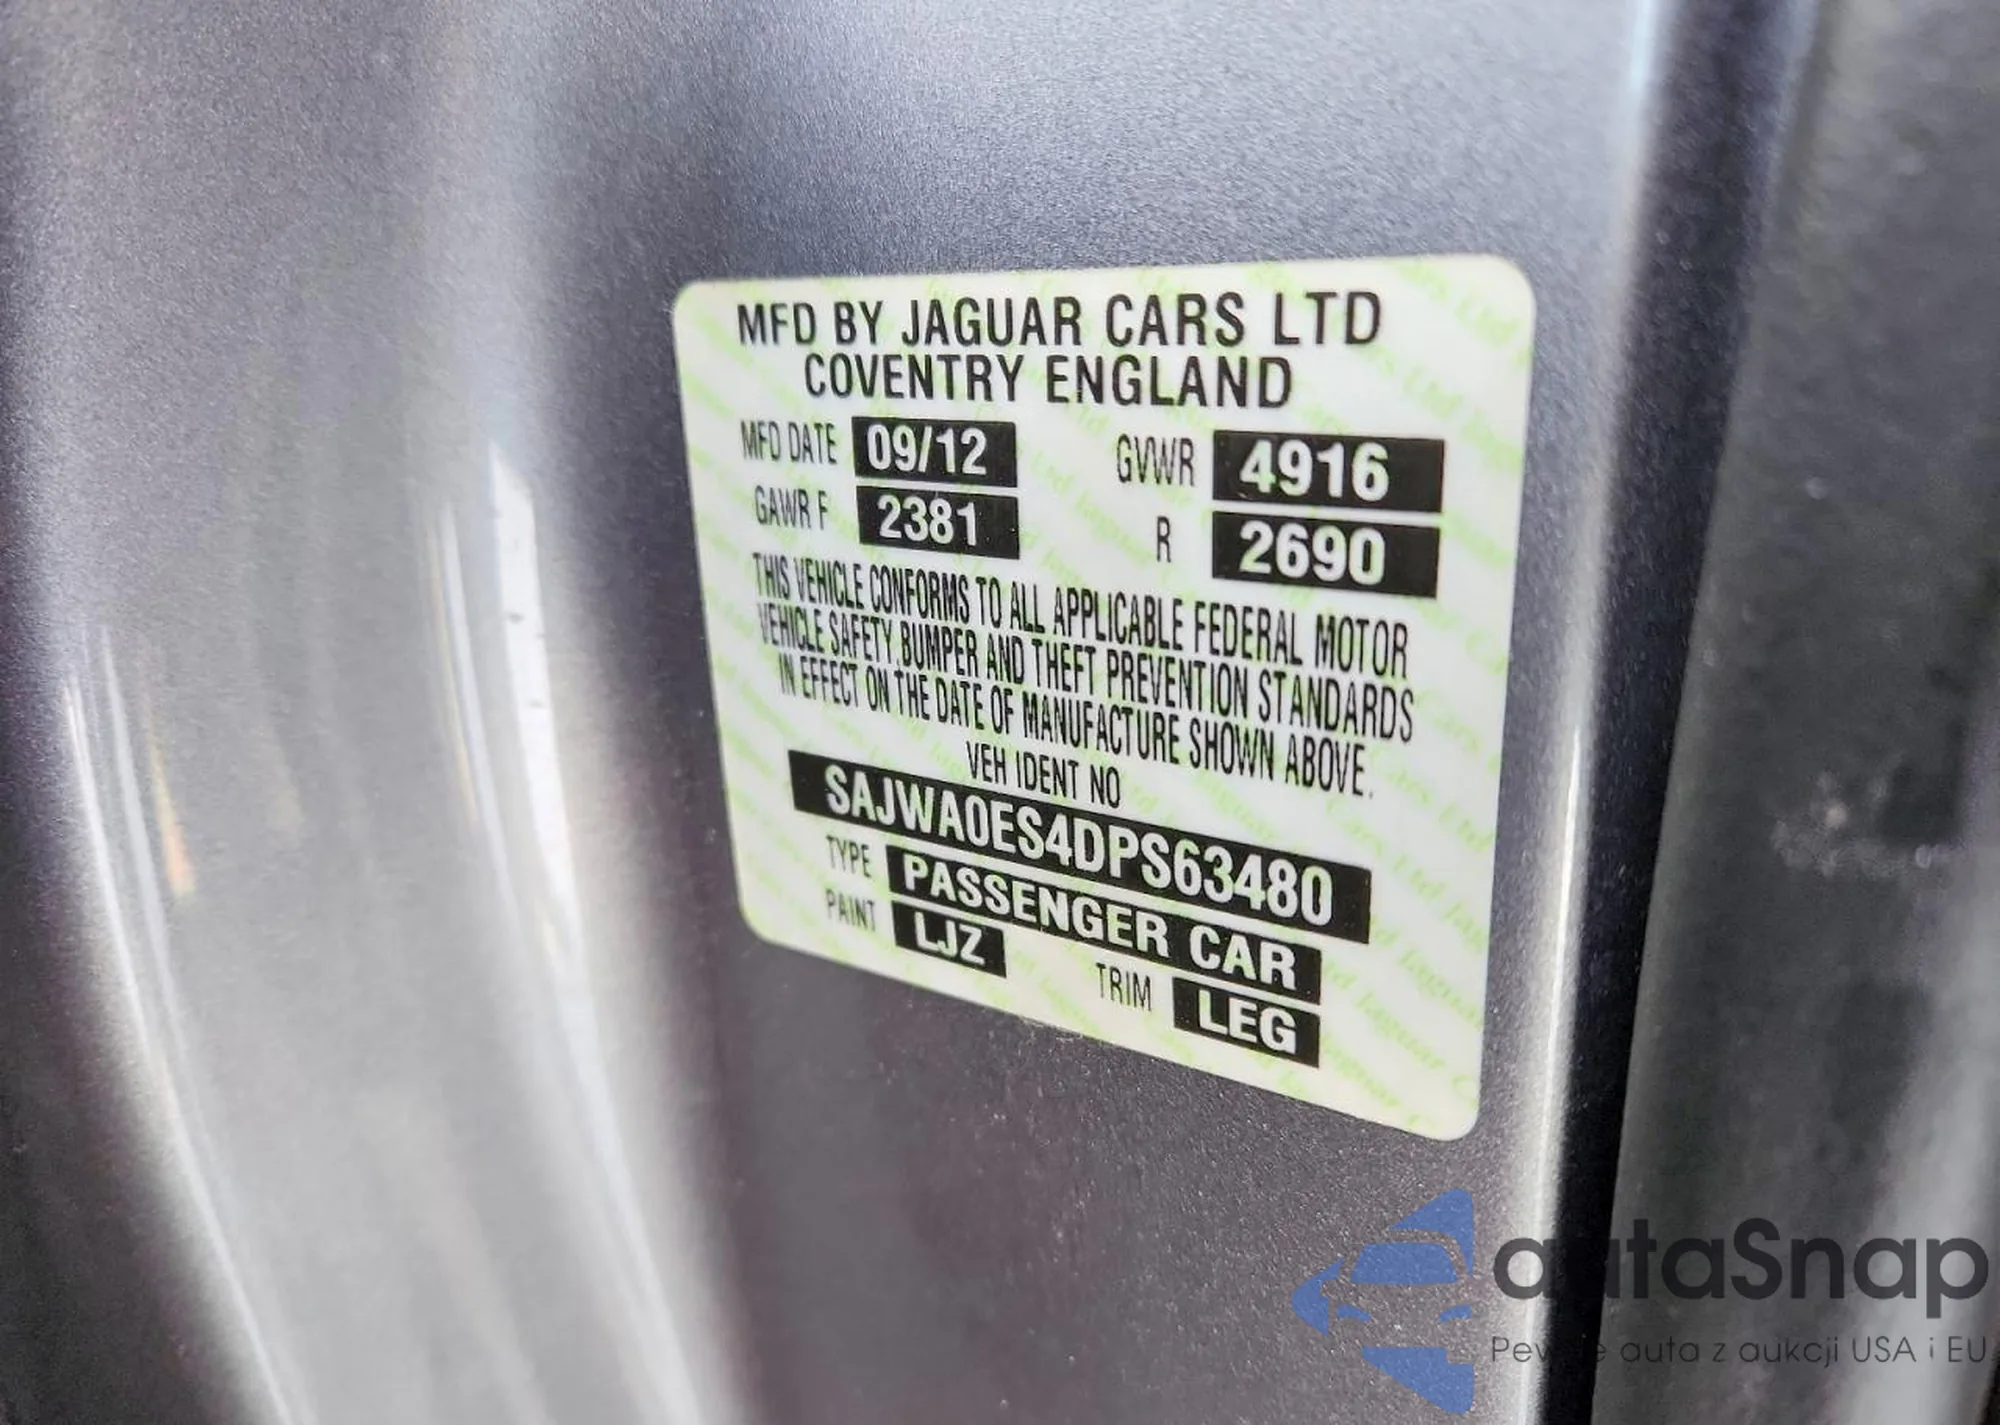 MFD BY JAGUAR CARS LTD
COVENTRY ENGLAND
MFD DATE 09/12 GVWR 4916
GAWR F 2381 R 2690
THIS VEHICLE CONFORMS TO ALL APPLICABLE FEDERAL MOTOR
VEHICLE SAFETY, BUMPER AND THEFT PREVENTION STANDARDS
IN EFFECT ON THE DATE OF MANUFACTURE SHOWN ABOVE.
VEH IDENT NO
SAJWA0ES4DPS63480
TYPE PASSENGER CAR
PAINT LJZ TRIM LEG
autaSnap
auta z aukcji USA i EU